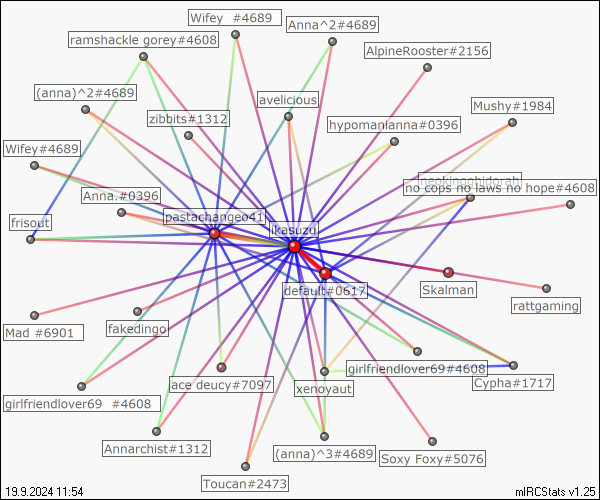 Wifey  #4689
Anna^2#4689
ramshackle gorey#4608
AlpineRooster#2156
(anna)^2#4689
avelicious
Mushy#1984
zibbits#1312
hypomanianna#0396
Wifey#4689
neokingghidorah
no cops no laws no hope#4608
Anna.#0396
pastachangeo41
frisout
ikasuzu
default#0617
Skalman
rattgaming
Mad #6901
fakedingo
girlfriendlover69#4608
ace deucy#7097
xenoyaut
Cypha#1717
girlfriendlover69  #4608
Annarchist#1312
(anna)^3#4689
Soxy Foxy#5076
Toucan#2473
19.9.2024 11:54
mIRCStats v1.25